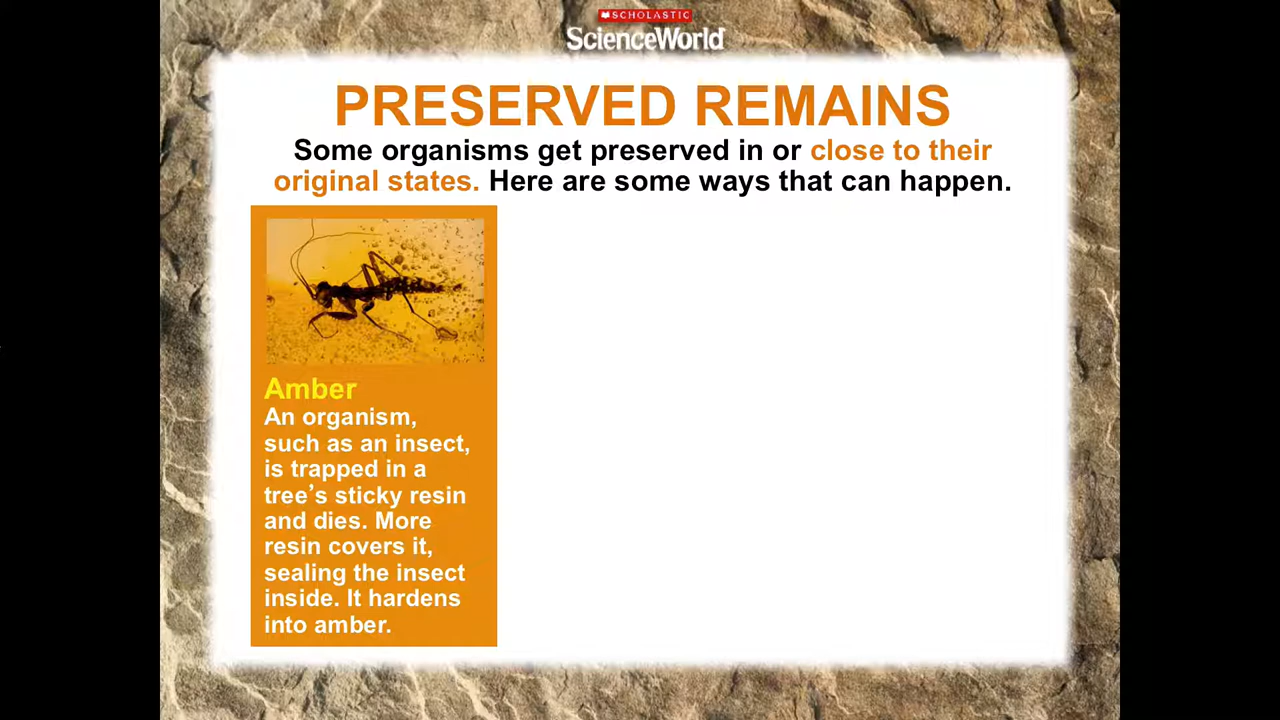 SCHOLASTIC
ScienceWorld
PRESERVED REMAINS
Some organisms get preserved in or close to their
original states. Here are some ways that can happen.
Amber
An organism,
such as an insect,
is trapped in a
tree’s sticky resin
and dies. More
resin covers it,
sealing the insect
inside. It hardens
into amber.